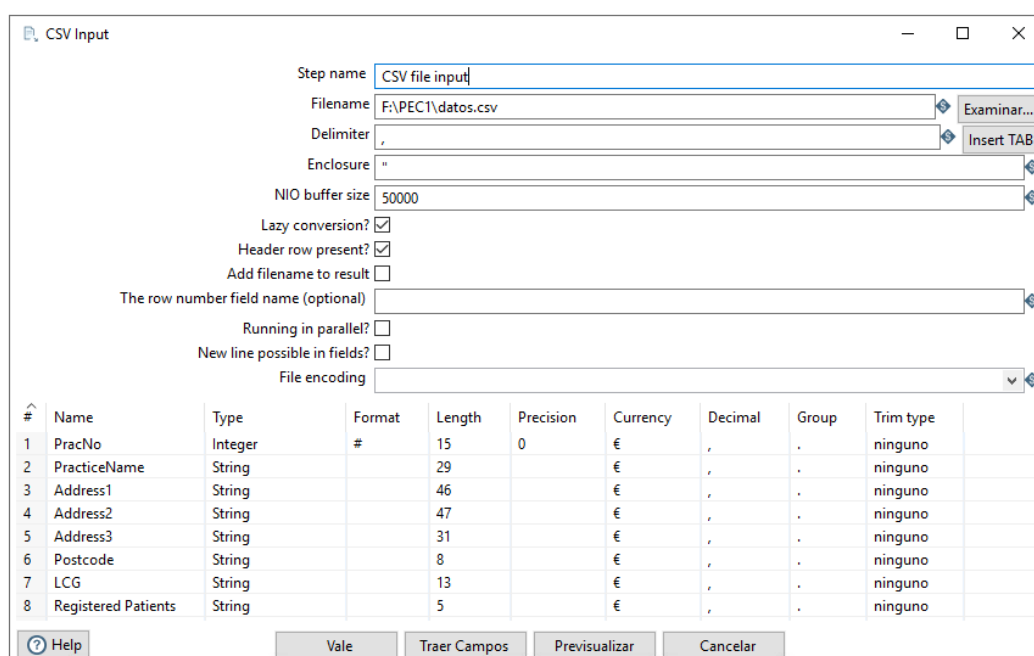 CSV Input
Step name CSV file input
Filename F:\PEC1\datos.csv Examinar...
Delimiter , Insert TAB
Enclosure "
NIO buffer size 50000
Lazy conversion?
Header row present?
Add filename to result
The row number field name (optional)
Running in parallel?
New line possible in fields?
File encoding
# Name Type Format Length Precision Currency Decimal Group Trim type
1 PracNo Integer # 15 0 € , . ninguno
2 PracticeName String 29 € , . ninguno
3 Address1 String 46 € , . ninguno
4 Address2 String 47 € , . ninguno
5 Address3 String 31 € , . ninguno
6 Postcode String 8 € , . ninguno
7 LCG String 13 € , . ninguno
8 Registered Patients String 5 € , . ninguno
? Help Vale Traer Campos Previsualizar Cancelar